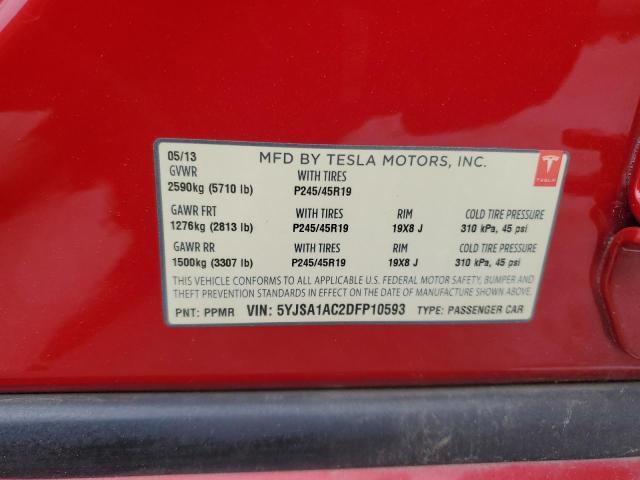 05/13 MFD BY TESLA MOTORS, INC. TESLA
GVWR WITH TIRES
2590kg (5710 lb) P245/45R19
GAWR FRT WITH TIRES RIM COLD TIRE PRESSURE
1276kg (2813 lb) P245/45R19 19X8 J 310 kPa, 45 psi
GAWR RR WITH TIRES RIM COLD TIRE PRESSURE
1500kg (3307 lb) P245/45R19 19X8 J 310 kPa, 45 psi
THIS VEHICLE CONFORMS TO ALL APPLICABLE U.S. FEDERAL MOTOR SAFETY, BUMPER AND
THEFT PREVENTION STANDARDS IN EFFECT ON THE DATE OF MANUFACTURE SHOWN ABOVE.
PNT: PPMR VIN: 5YJSA1AC2DFP10593 TYPE: PASSENGER CAR